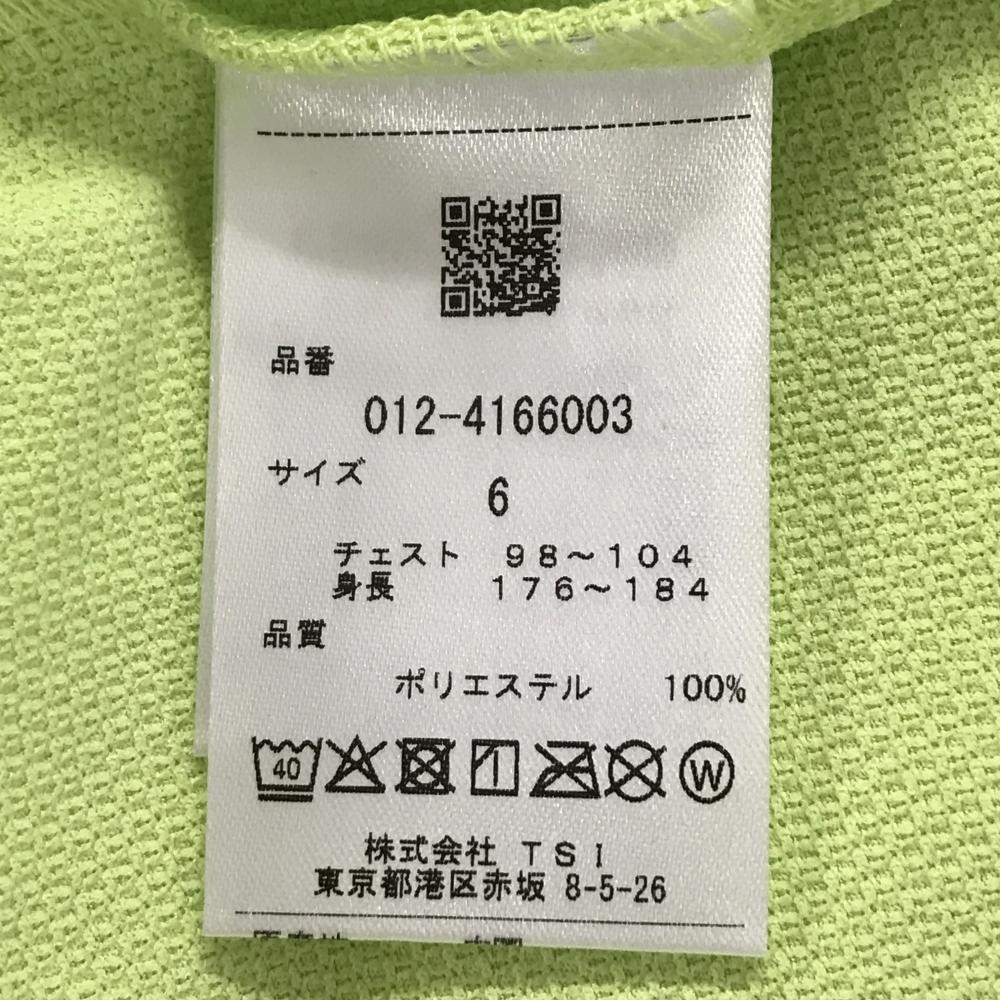 品番
012-4166003
サイズ
6
チェスト 98～104
身長 176～184
品質
ポリエステル 100%
40
W
株式会社 TSI
東京都港区赤坂 8-5-26